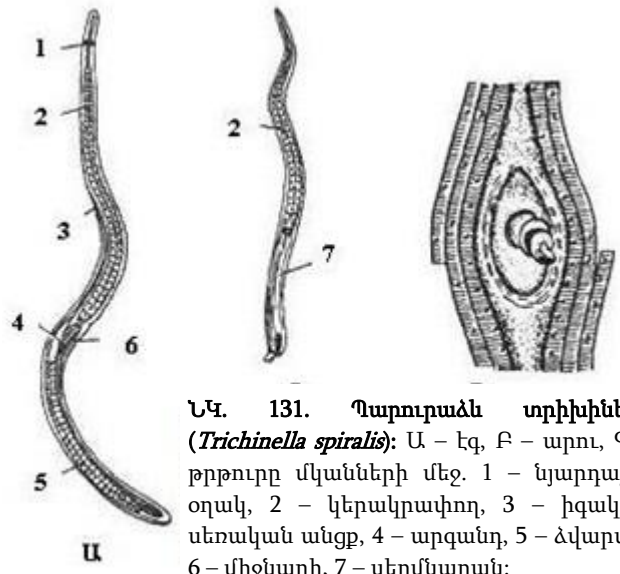 1
2
3
4
6
5
Ա
2
7
ՆԿ. 131. Պարուրաձև տրիխինե
(Trichinella spiralis): Ա – էգ, Բ – արու, Գ
թրթուրը մկանների մեջ. 1 – նյարդա
օղակ, 2 – կերակրափող, 3 – իգակ
սեռական անցք, 4 – արգանդ, 5 – ձվար
6 – միջնաղի, 7 – սերմնարան: